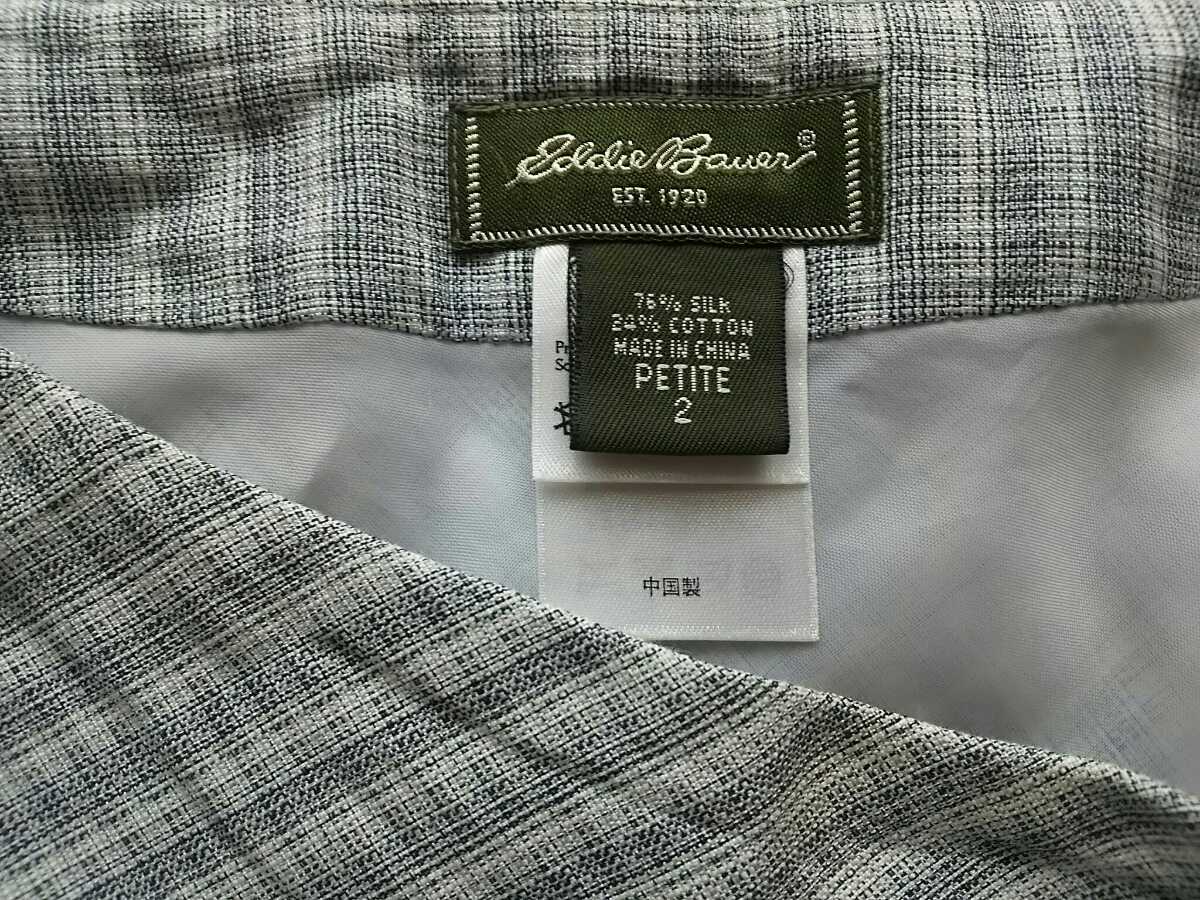 Eddie Bauer®
EST. 1920
76% SILK
24% COTTON
MADE IN CHINA
PETITE
2
中国製